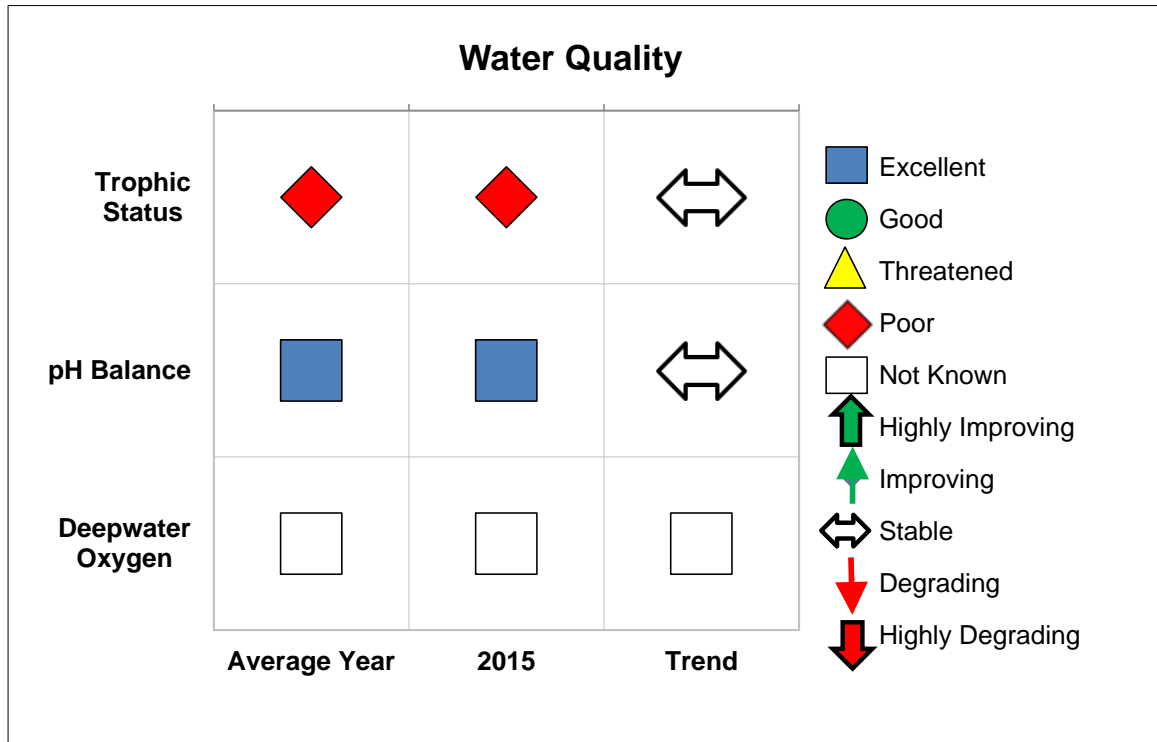 Water Quality
Trophic
Status
pH Balance
Deepwater
Oxygen
Average Year
2015
Trend
Excellent
Good
Threatened
Poor
Not Known
Highly Improving
Improving
Stable
Degrading
Highly Degrading